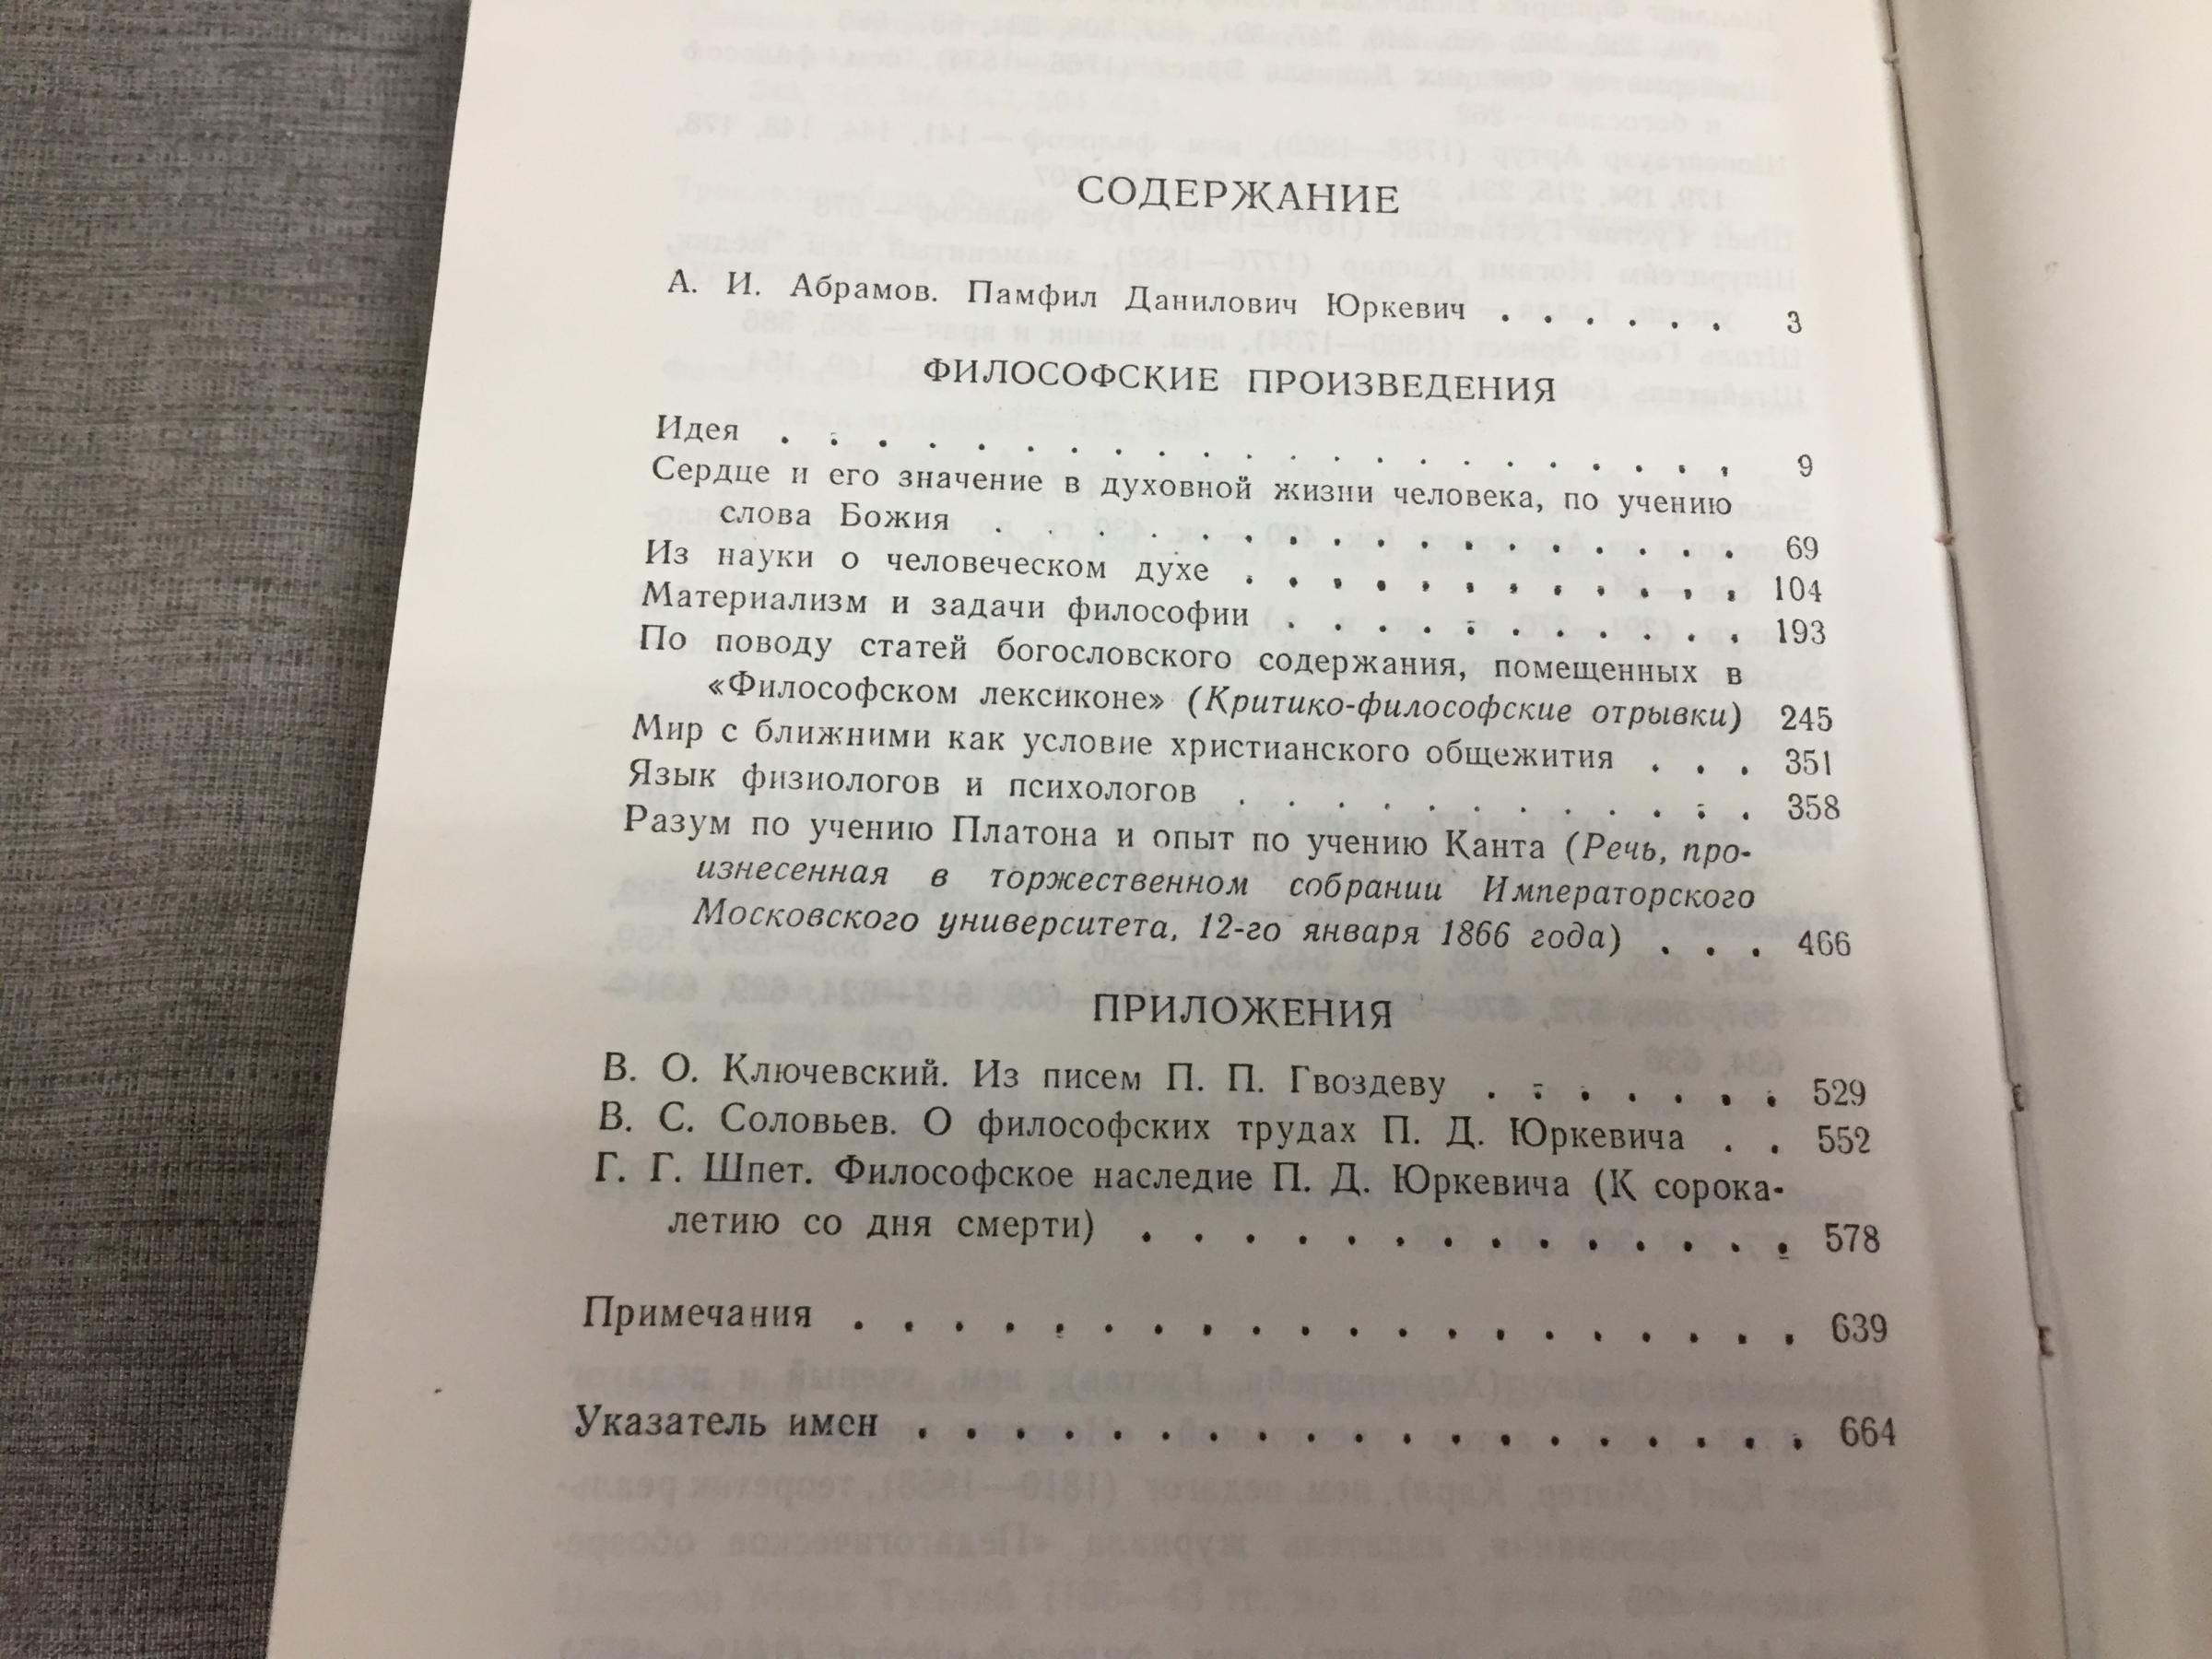 СОДЕРЖАНИЕ
А. И. Абрамов. Памфил Данилович Юркевич . . . . . . 3
ФИЛОСОФСКИЕ ПРОИЗВЕДЕНИЯ
Идея . . . . . . . . . . . . . . . . . . . . . . 9
Сердце и его значение в духовной жизни человека, по учению
слова Божия . . . . . . . . . . . . . . . . 69
Из науки о человеческом духе . . . . . . . . . . . . 104
Материализм и задачи философии . . . . . . . . . . . 193
По поводу статей богословского содержания, помещенных в
«Философском лексиконе» (Критико-философские отрывки) 245
Мир с ближними как условие христианского общежития . . . 351
Язык физиологов и психологов . . . . . . . . . . . . 358
Разум по учению Платона и опыт по учению Канта (Речь, про-
изнесенная в торжественном собрании Императорского
Московского университета, 12-го января 1866 года) . . . 466
ПРИЛОЖЕНИЯ
В. О. Ключевский. Из писем П. П. Гвоздеву . . . . . . . 529
В. С. Соловьев. О философских трудах П. Д. Юркевича . . 552
Г. Г. Шпет. Философское наследие П. Д. Юркевича (К сорока-
летию со дня смерти) . . . . . . . . . . . . . . 578
Примечания . . . . . . . . . . . . . . . . . . . . 639
Указатель имен . . . . . . . . . . . . . . . . . . . 664